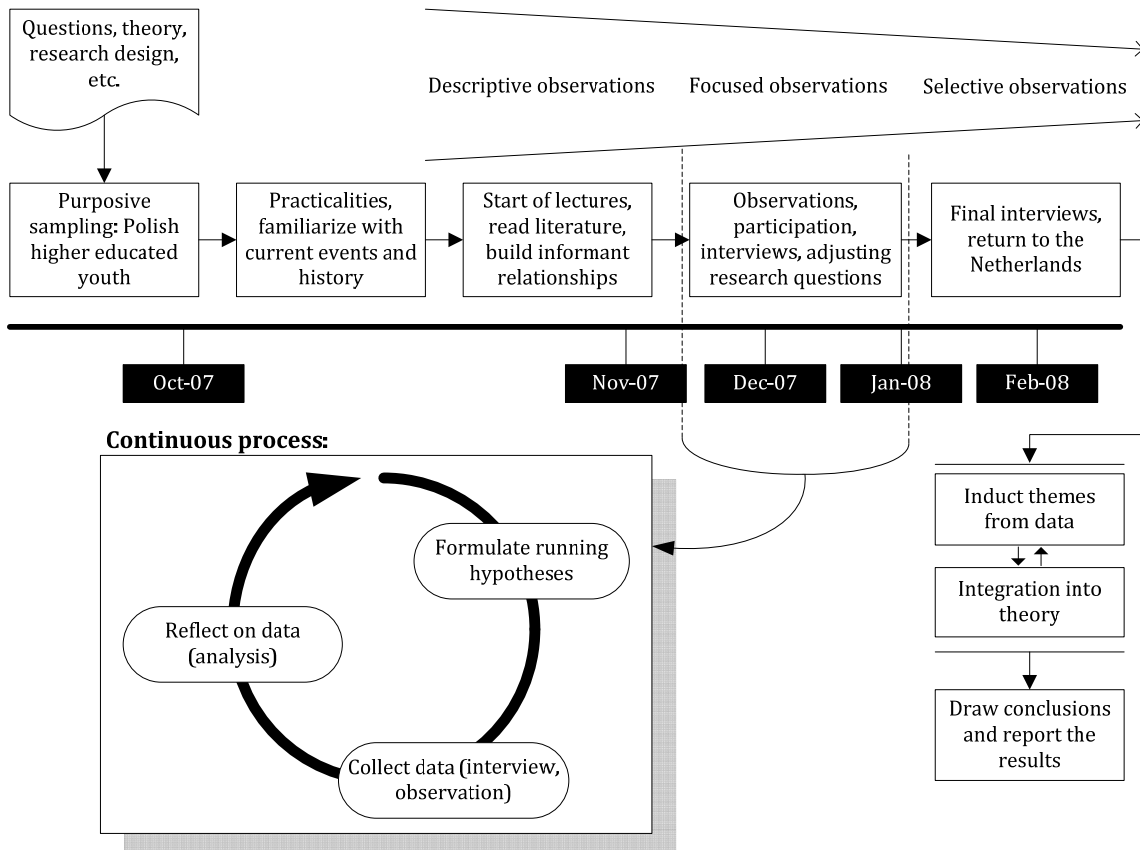 Questions, theory,
research design,
etc.
Descriptive observations
Focused observations
Selective observations
Purposive
sampling: Polish
higher educated
youth
Practicalities,
familiarize with
current events and
history
Start of lectures,
read literature,
build informant
relationships
Observations,
participation,
interviews, adjusting
research questions
Final interviews,
return to the
Netherlands
Oct-07
Nov-07
Dec-07
Jan-08
Feb-08
Continuous process:
Formulate running
hypotheses
Reflect on data
(analysis)
Collect data (interview,
observation)
Induct themes
from data
Integration into
theory
Draw conclusions
and report the
results